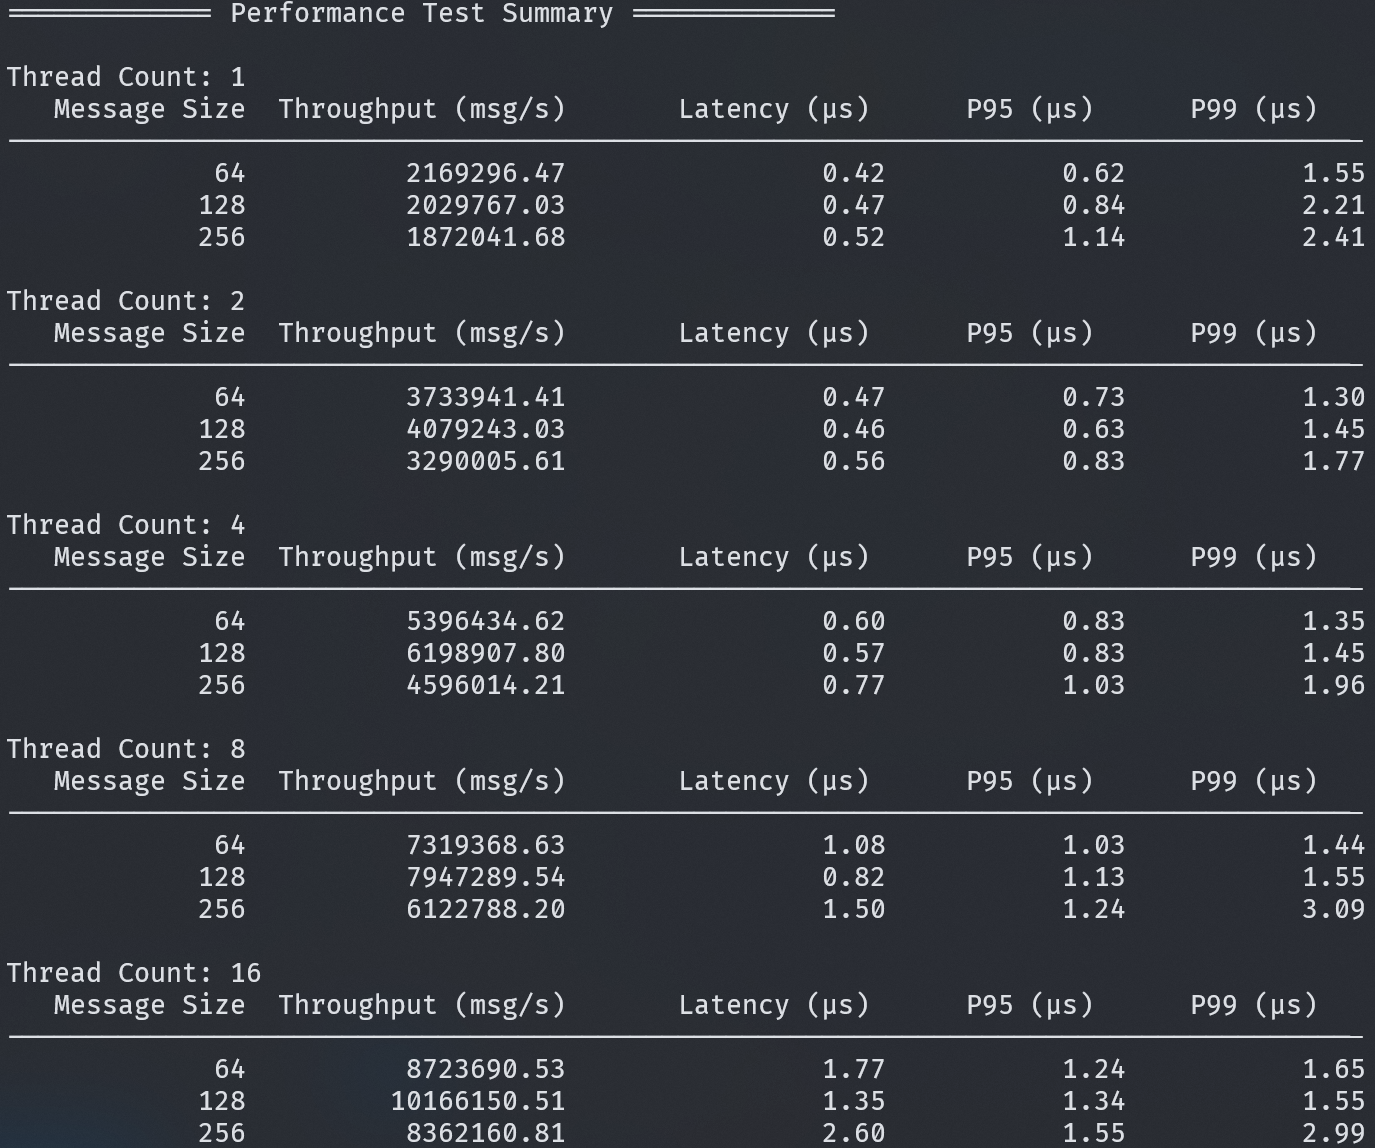 ═════════════ Performance Test Summary ═════════════
Thread Count: 1
Message Size  Throughput (msg/s)  Latency (µs)  P95 (µs)  P99 (µs)
64  2169296.47  0.42  0.62  1.55
128  2029767.03  0.47  0.84  2.21
256  1872041.68  0.52  1.14  2.41
Thread Count: 2
Message Size  Throughput (msg/s)  Latency (µs)  P95 (µs)  P99 (µs)
64  3733941.41  0.47  0.73  1.30
128  4079243.03  0.46  0.63  1.45
256  3290005.61  0.56  0.83  1.77
Thread Count: 4
Message Size  Throughput (msg/s)  Latency (µs)  P95 (µs)  P99 (µs)
64  5396434.62  0.60  0.83  1.35
128  6198907.80  0.57  0.83  1.45
256  4596014.21  0.77  1.03  1.96
Thread Count: 8
Message Size  Throughput (msg/s)  Latency (µs)  P95 (µs)  P99 (µs)
64  7319368.63  1.08  1.03  1.44
128  7947289.54  0.82  1.13  1.55
256  6122788.20  1.50  1.24  3.09
Thread Count: 16
Message Size  Throughput (msg/s)  Latency (µs)  P95 (µs)  P99 (µs)
64  8723690.53  1.77  1.24  1.65
128  10166150.51  1.35  1.34  1.55
256  8362160.81  2.60  1.55  2.99